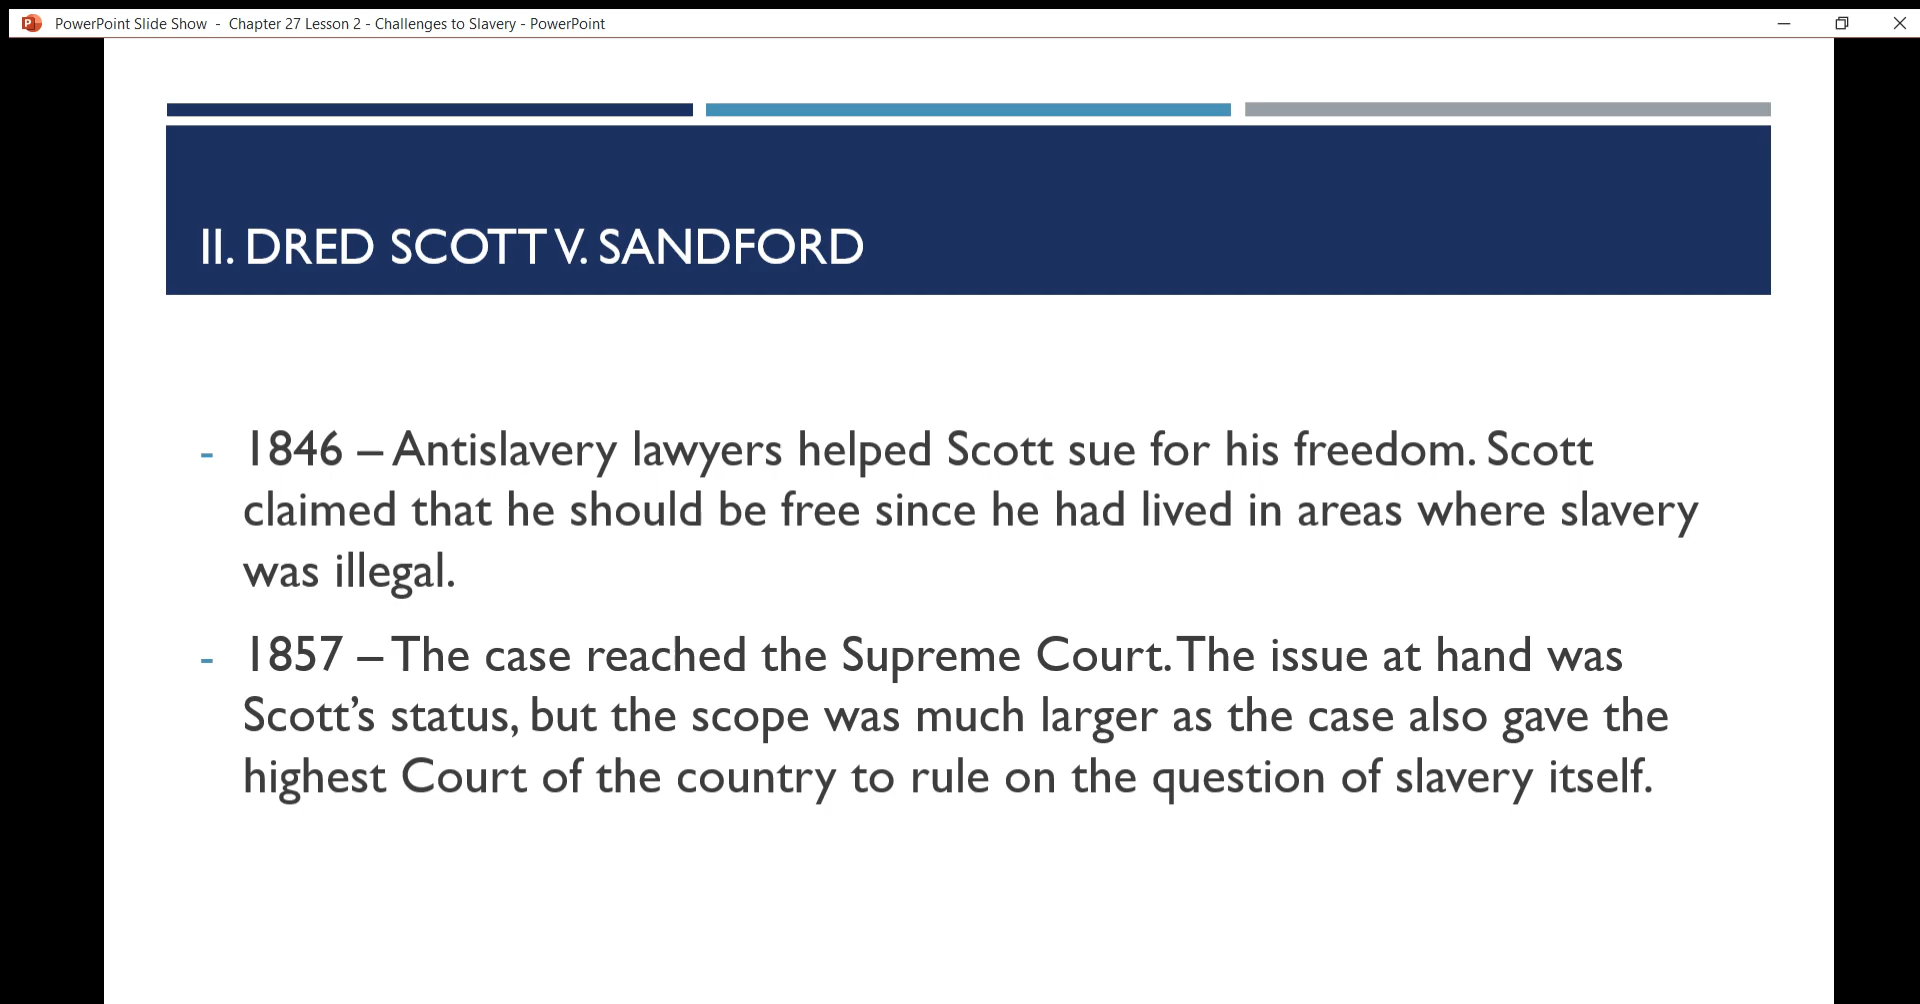 PowerPoint Slide Show - Chapter 27 Lesson 2 - Challenges to Slavery - PowerPoint
II. DRED SCOTT V. SANDFORD
- 1846 – Antislavery lawyers helped Scott sue for his freedom. Scott
claimed that he should be free since he had lived in areas where slavery
was illegal.
- 1857 – The case reached the Supreme Court. The issue at hand was
Scott’s status, but the scope was much larger as the case also gave the
highest Court of the country to rule on the question of slavery itself.